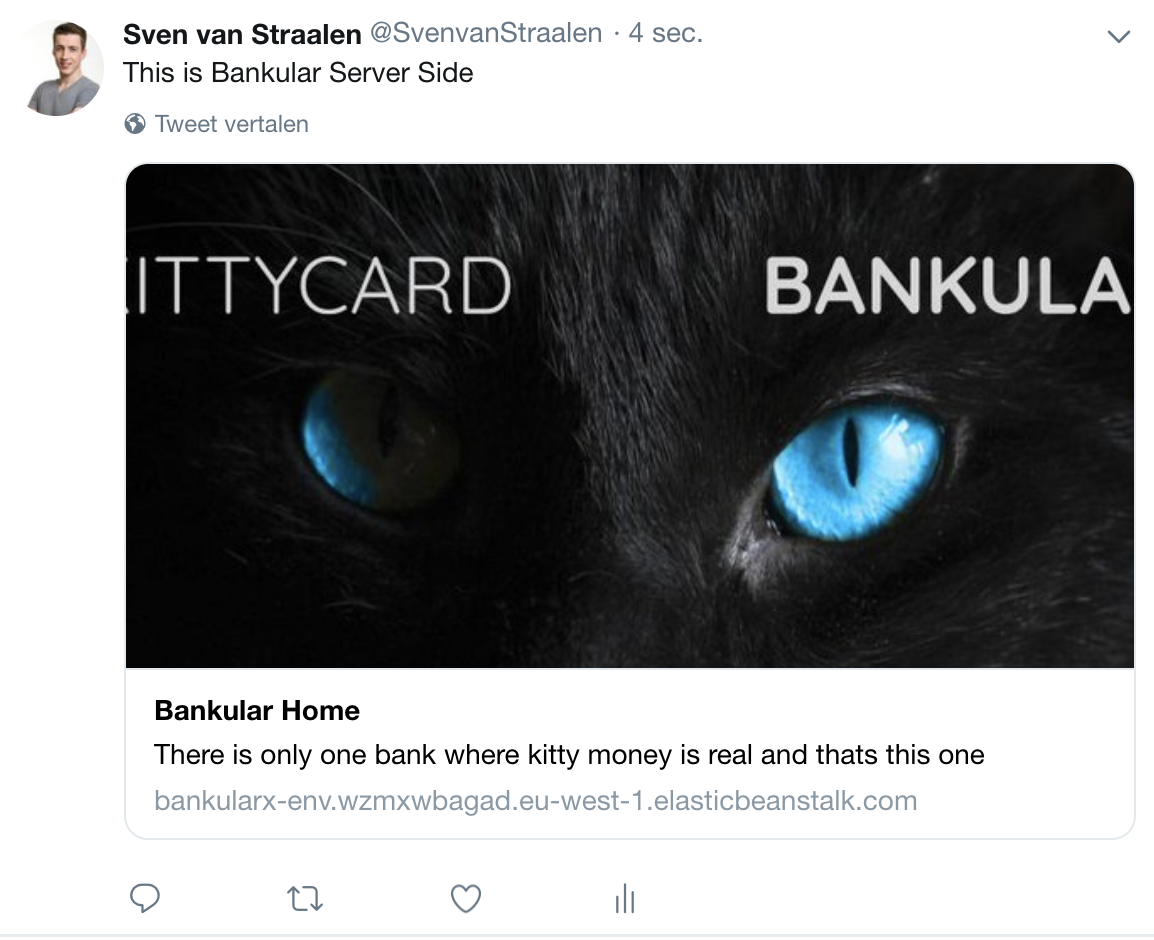 Sven van Straalen @SvenvanStraalen · 4 sec.
This is Bankular Server Side
Tweet vertalen
ITTYCARD BANKULA
Bankular Home
There is only one bank where kitty money is real and thats this one
bankularx-env.wzmxwbagad.eu-west-1.elasticbeanstalk.com